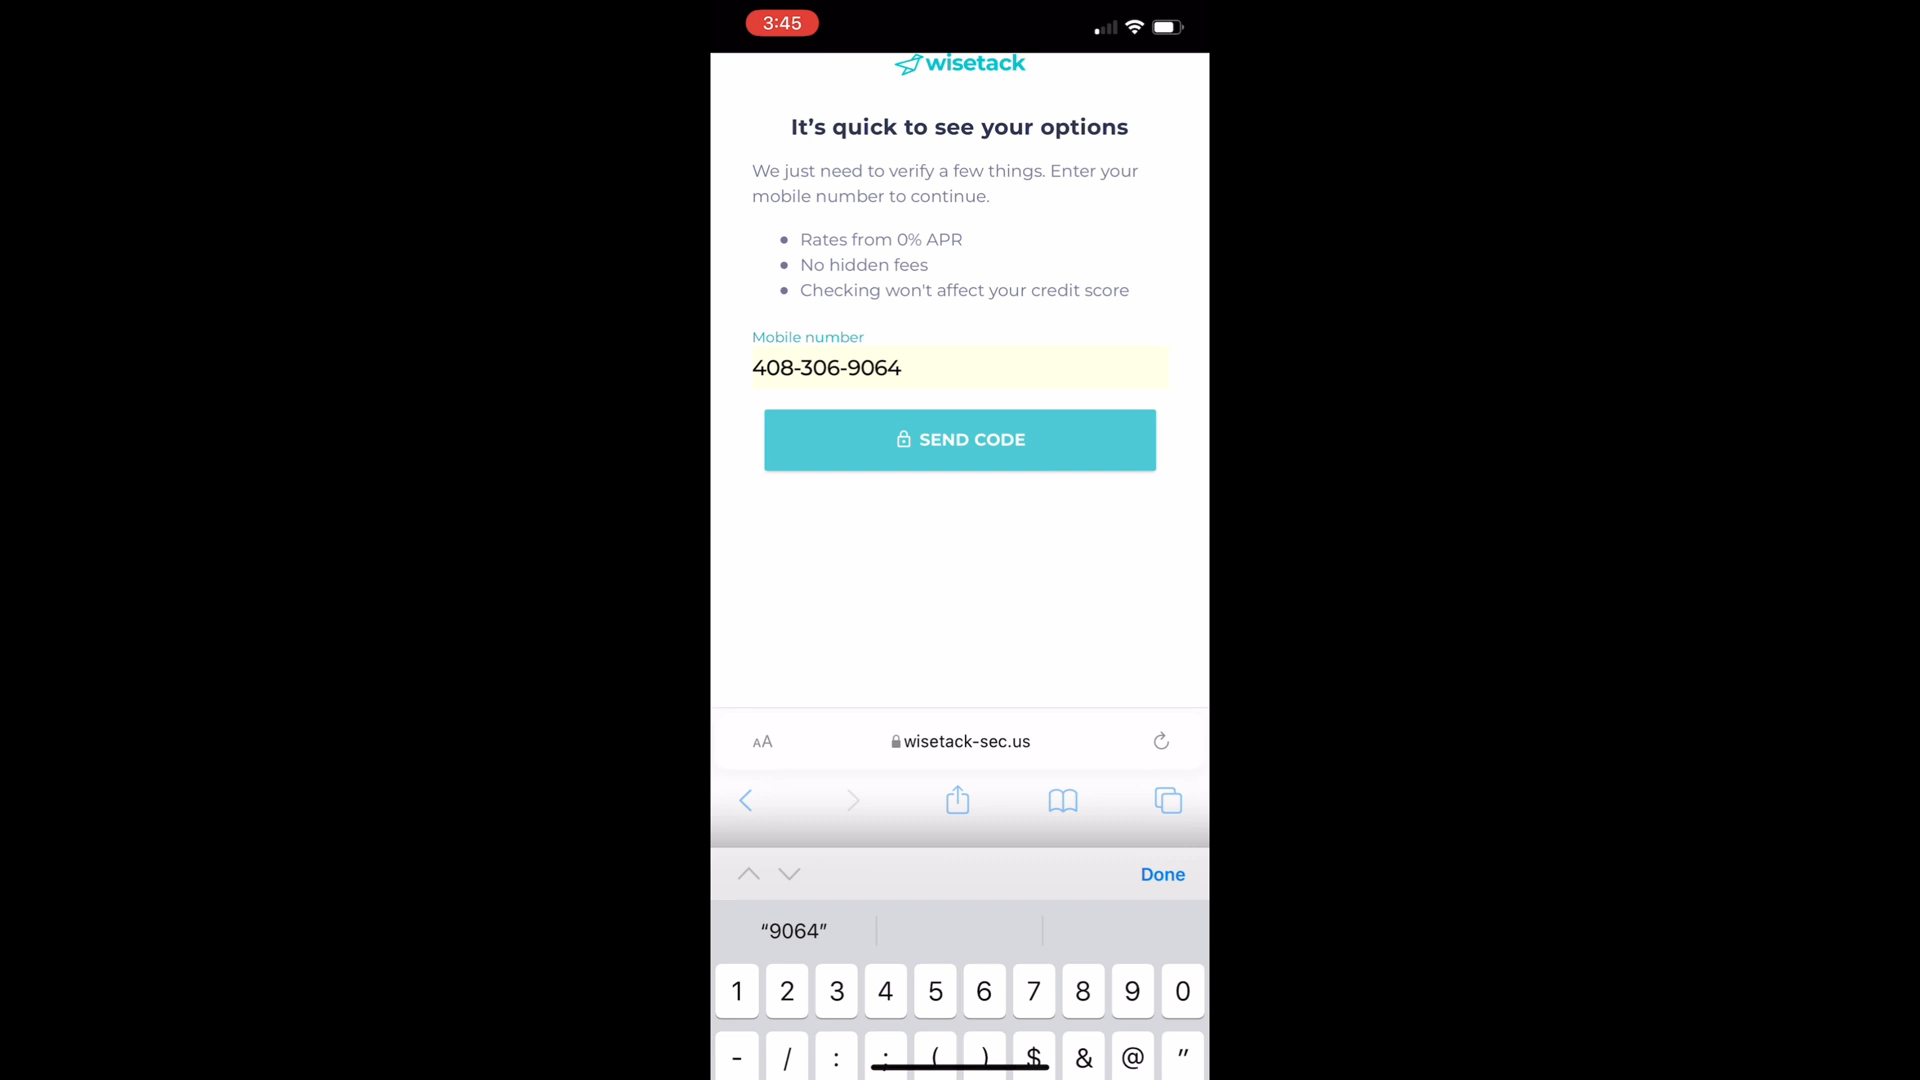 3:45
wisetack
It’s quick to see your options
We just need to verify a few things. Enter your
mobile number to continue.
• Rates from 0% APR
• No hidden fees
• Checking won't affect your credit score
Mobile number
408-306-9064
SEND CODE
AA
wisetack-sec.us
Done
“9064”
1 2 3 4 5 6 7 8 9 0
- / : ; ( ) $ & @ ”